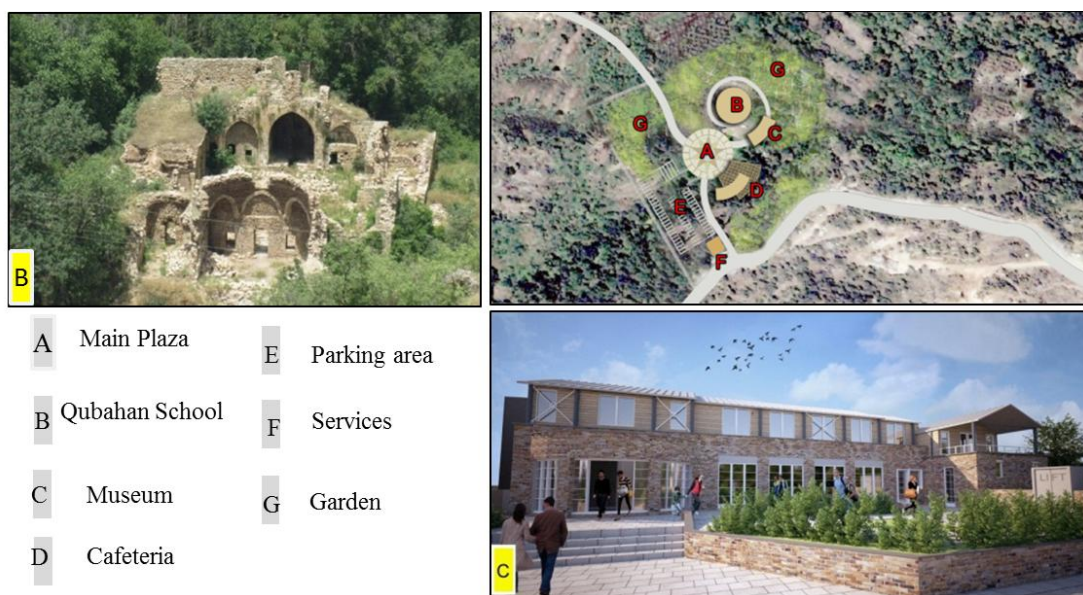 B
G
B
G
C
A
D
E
F
A Main Plaza
E Parking area
B Qubahan School
F Services
C Museum
G Garden
D Cafeteria
LIFT
C